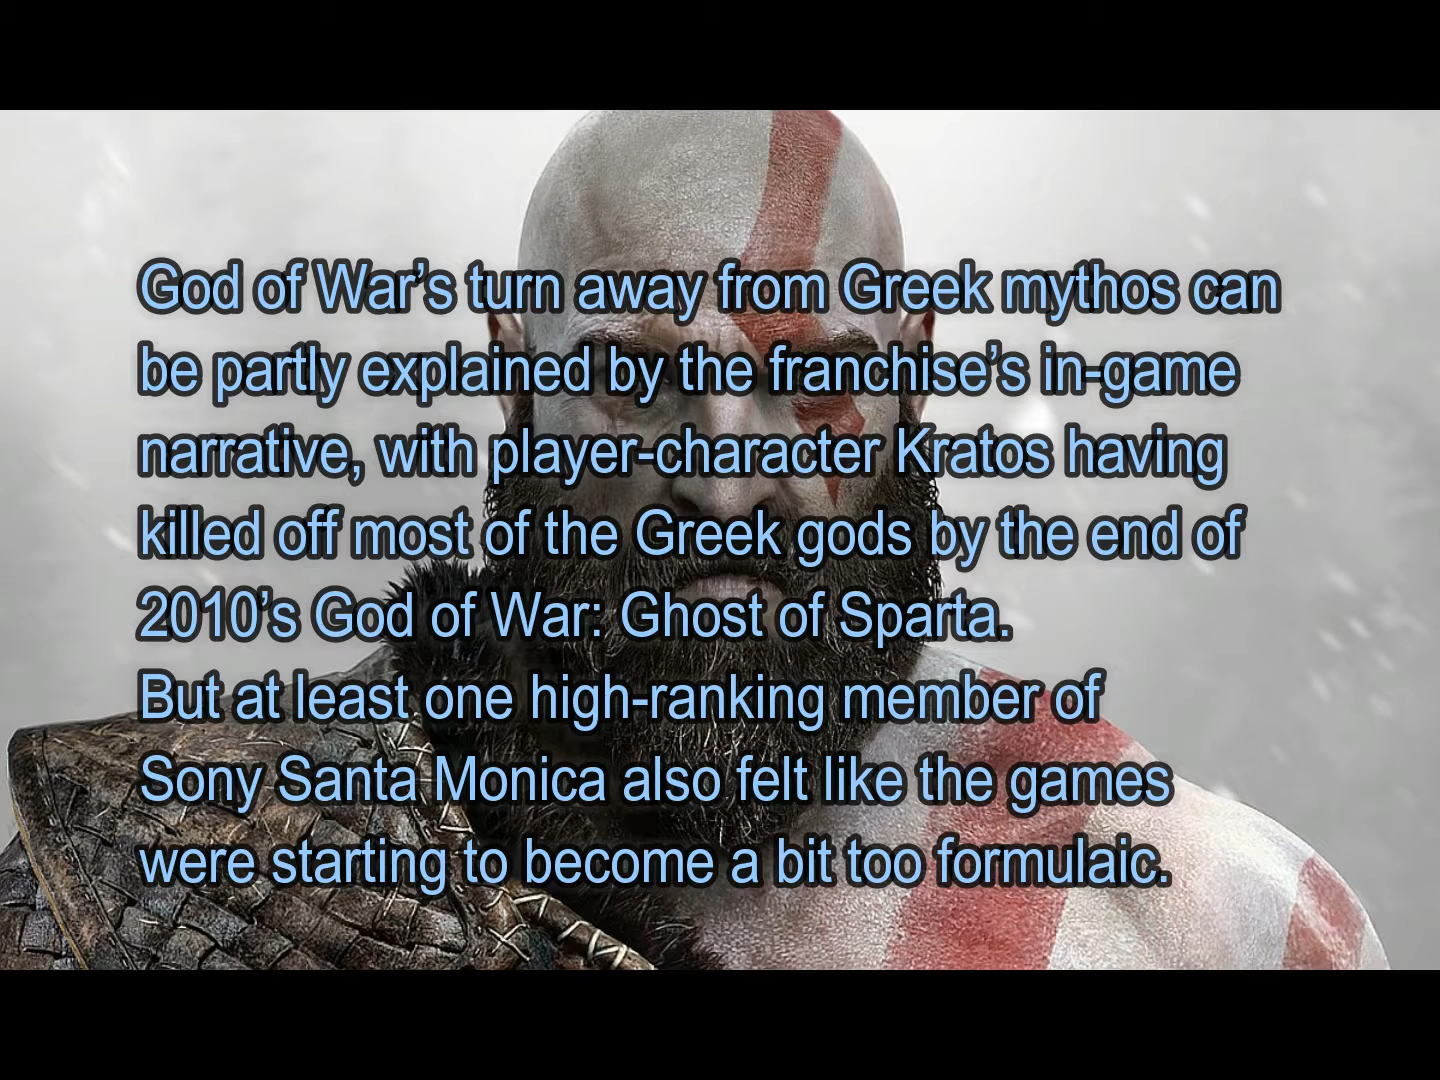 God of War’s turn away from Greek mythos can
be partly explained by the franchise’s in-game
narrative, with player-character Kratos having
killed off most of the Greek gods by the end of
2010’s God of War: Ghost of Sparta.
But at least one high-ranking member of
Sony Santa Monica also felt like the games
were starting to become a bit too formulaic.